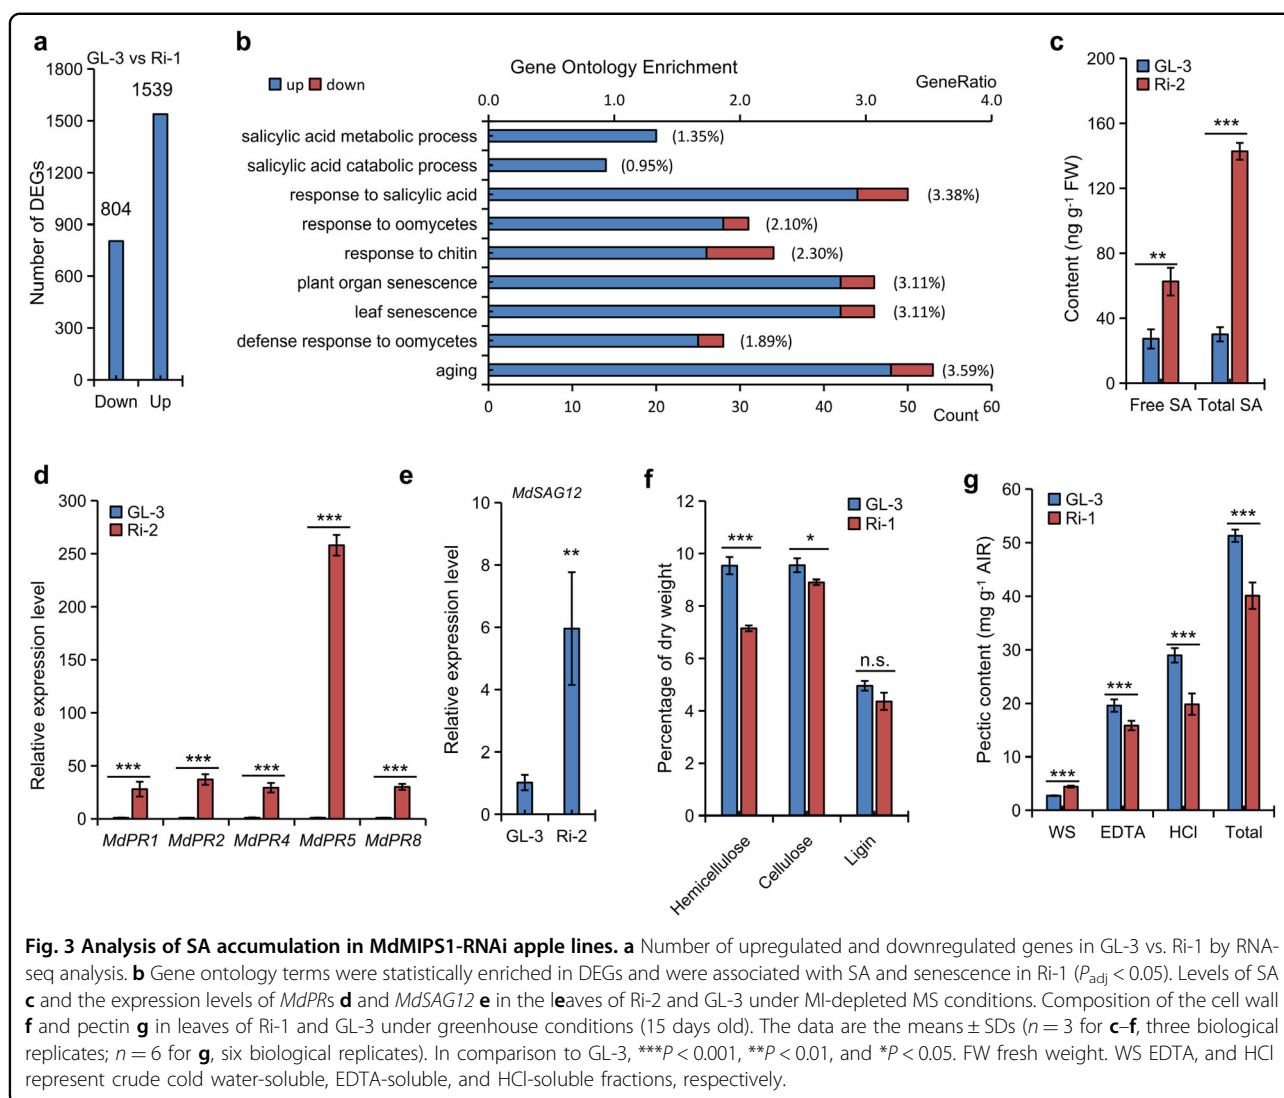 a
GL-3 vs Ri-1
Number of DEGs
1800
1500
1200
900
600
300
0
804
1539
Down Up
b
Gene Ontology Enrichment
up down
GeneRatio
0.0 1.0 2.0 3.0 4.0
salicylic acid metabolic process (1.35%)
salicylic acid catabolic process (0.95%)
response to salicylic acid (3.38%)
response to oomycetes (2.10%)
response to chitin (2.30%)
plant organ senescence (3.11%)
leaf senescence (3.11%)
defense response to oomycetes (1.89%)
aging (3.59%)
0 10 20 30 40 50 60
Count
c
GL-3
Ri-2
Content (ng g⁻¹ FW)
200
160
120
80
40
0
** ***
Free SA Total SA
d
GL-3
Ri-2
Relative expression level
300
250
200
150
100
50
0
*** *** *** *** ***
MdPR1 MdPR2 MdPR4 MdPR5 MdPR8
e
MdSAG12
Relative expression level
10
8
6
4
2
0
**
GL-3 Ri-2
f
GL-3
Ri-1
Percentage of dry weight
12
10
8
6
4
2
0
*** * n.s.
Hemicellulose Cellulose Ligin
g
GL-3
Ri-1
Pectic content (mg g⁻¹ AIR)
60
50
40
30
20
10
0
*** *** *** ***
WS EDTA HCl Total
Fig. 3 Analysis of SA accumulation in MdMIPS1-RNAi apple lines. a Number of upregulated and downregulated genes in GL-3 vs. Ri-1 by RNA-
seq analysis. b Gene ontology terms were statistically enriched in DEGs and were associated with SA and senescence in Ri-1 (Padj < 0.05). Levels of SA
c and the expression levels of MdPRs d and MdSAG12 e in the leaves of Ri-2 and GL-3 under MI-depleted MS conditions. Composition of the cell wall
f and pectin g in leaves of Ri-1 and GL-3 under greenhouse conditions (15 days old). The data are the means ± SDs (n = 3 for c–f, three biological
replicates; n = 6 for g, six biological replicates). In comparison to GL-3, ***P < 0.001, **P < 0.01, and *P < 0.05. FW fresh weight. WS EDTA, and HCl
represent crude cold water-soluble, EDTA-soluble, and HCl-soluble fractions, respectively.